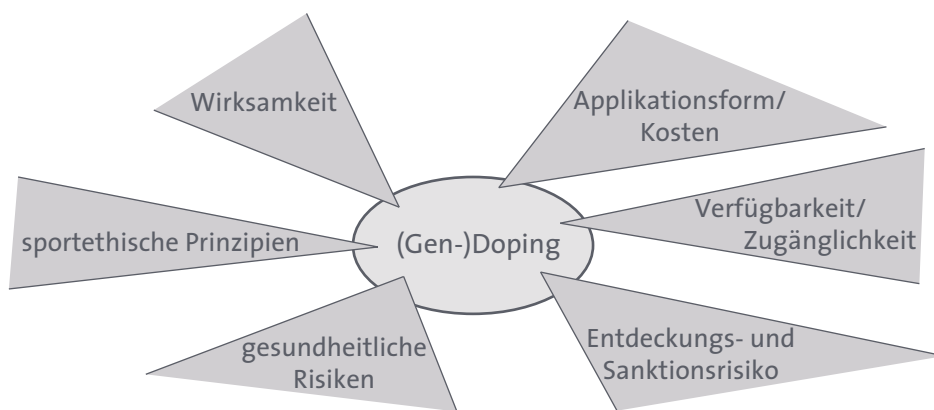 Wirksamkeit
Applikationsform/
Kosten
Verfügbarkeit/
Zugänglichkeit
sportethische Prinzipien
(Gen-)Doping
gesundheitliche
Risiken
Entdeckungs- und
Sanktionsrisiko